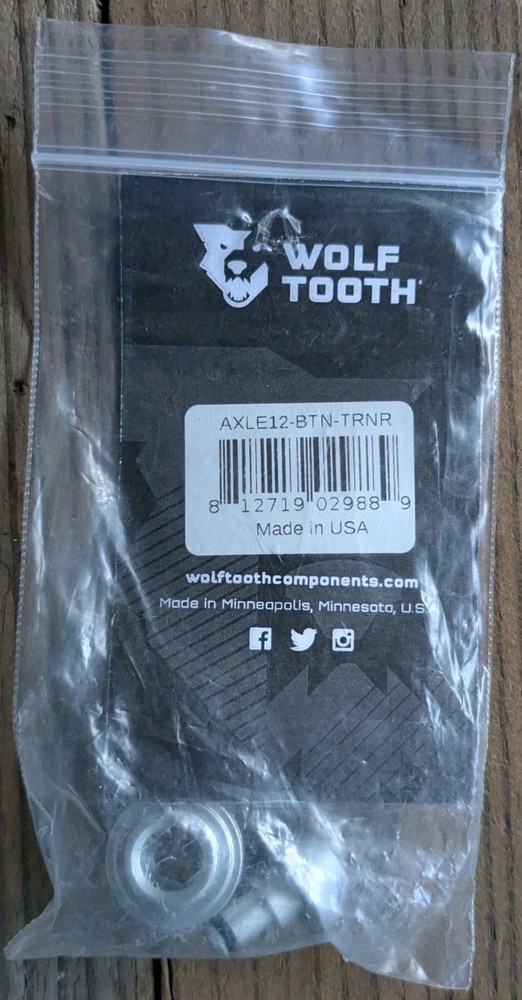 WOLF
TOOTH
AXLE12-BTN-TRNR
8 12719 02988 9
Made in USA
wolftoothcomponents.com
Made in Minneapolis, Minnesota, U.S.